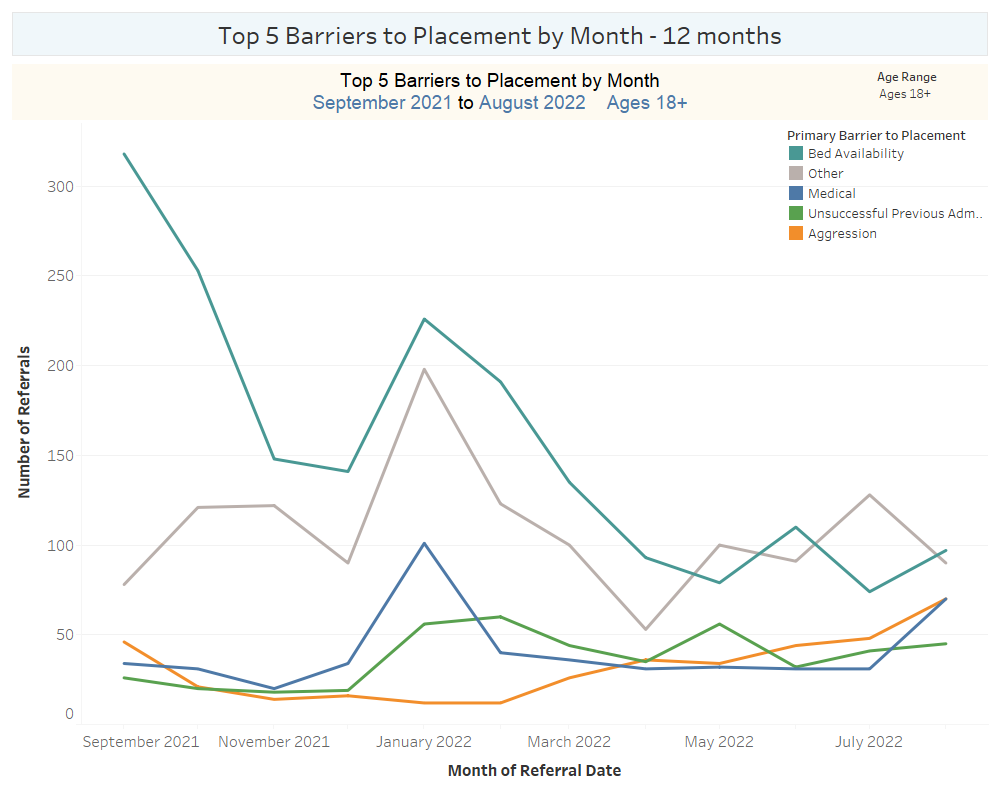 Top 5 Barriers to Placement by Month - 12 months
Top 5 Barriers to Placement by Month
September 2021 to August 2022 Ages 18+
Age Range
Ages 18+
Primary Barrier to Placement
Bed Availability
Other
Medical
Unsuccessful Previous Adm..
Aggression
Number of Referrals
300
250
200
150
100
50
0
September 2021 November 2021 January 2022 March 2022 May 2022 July 2022
Month of Referral Date